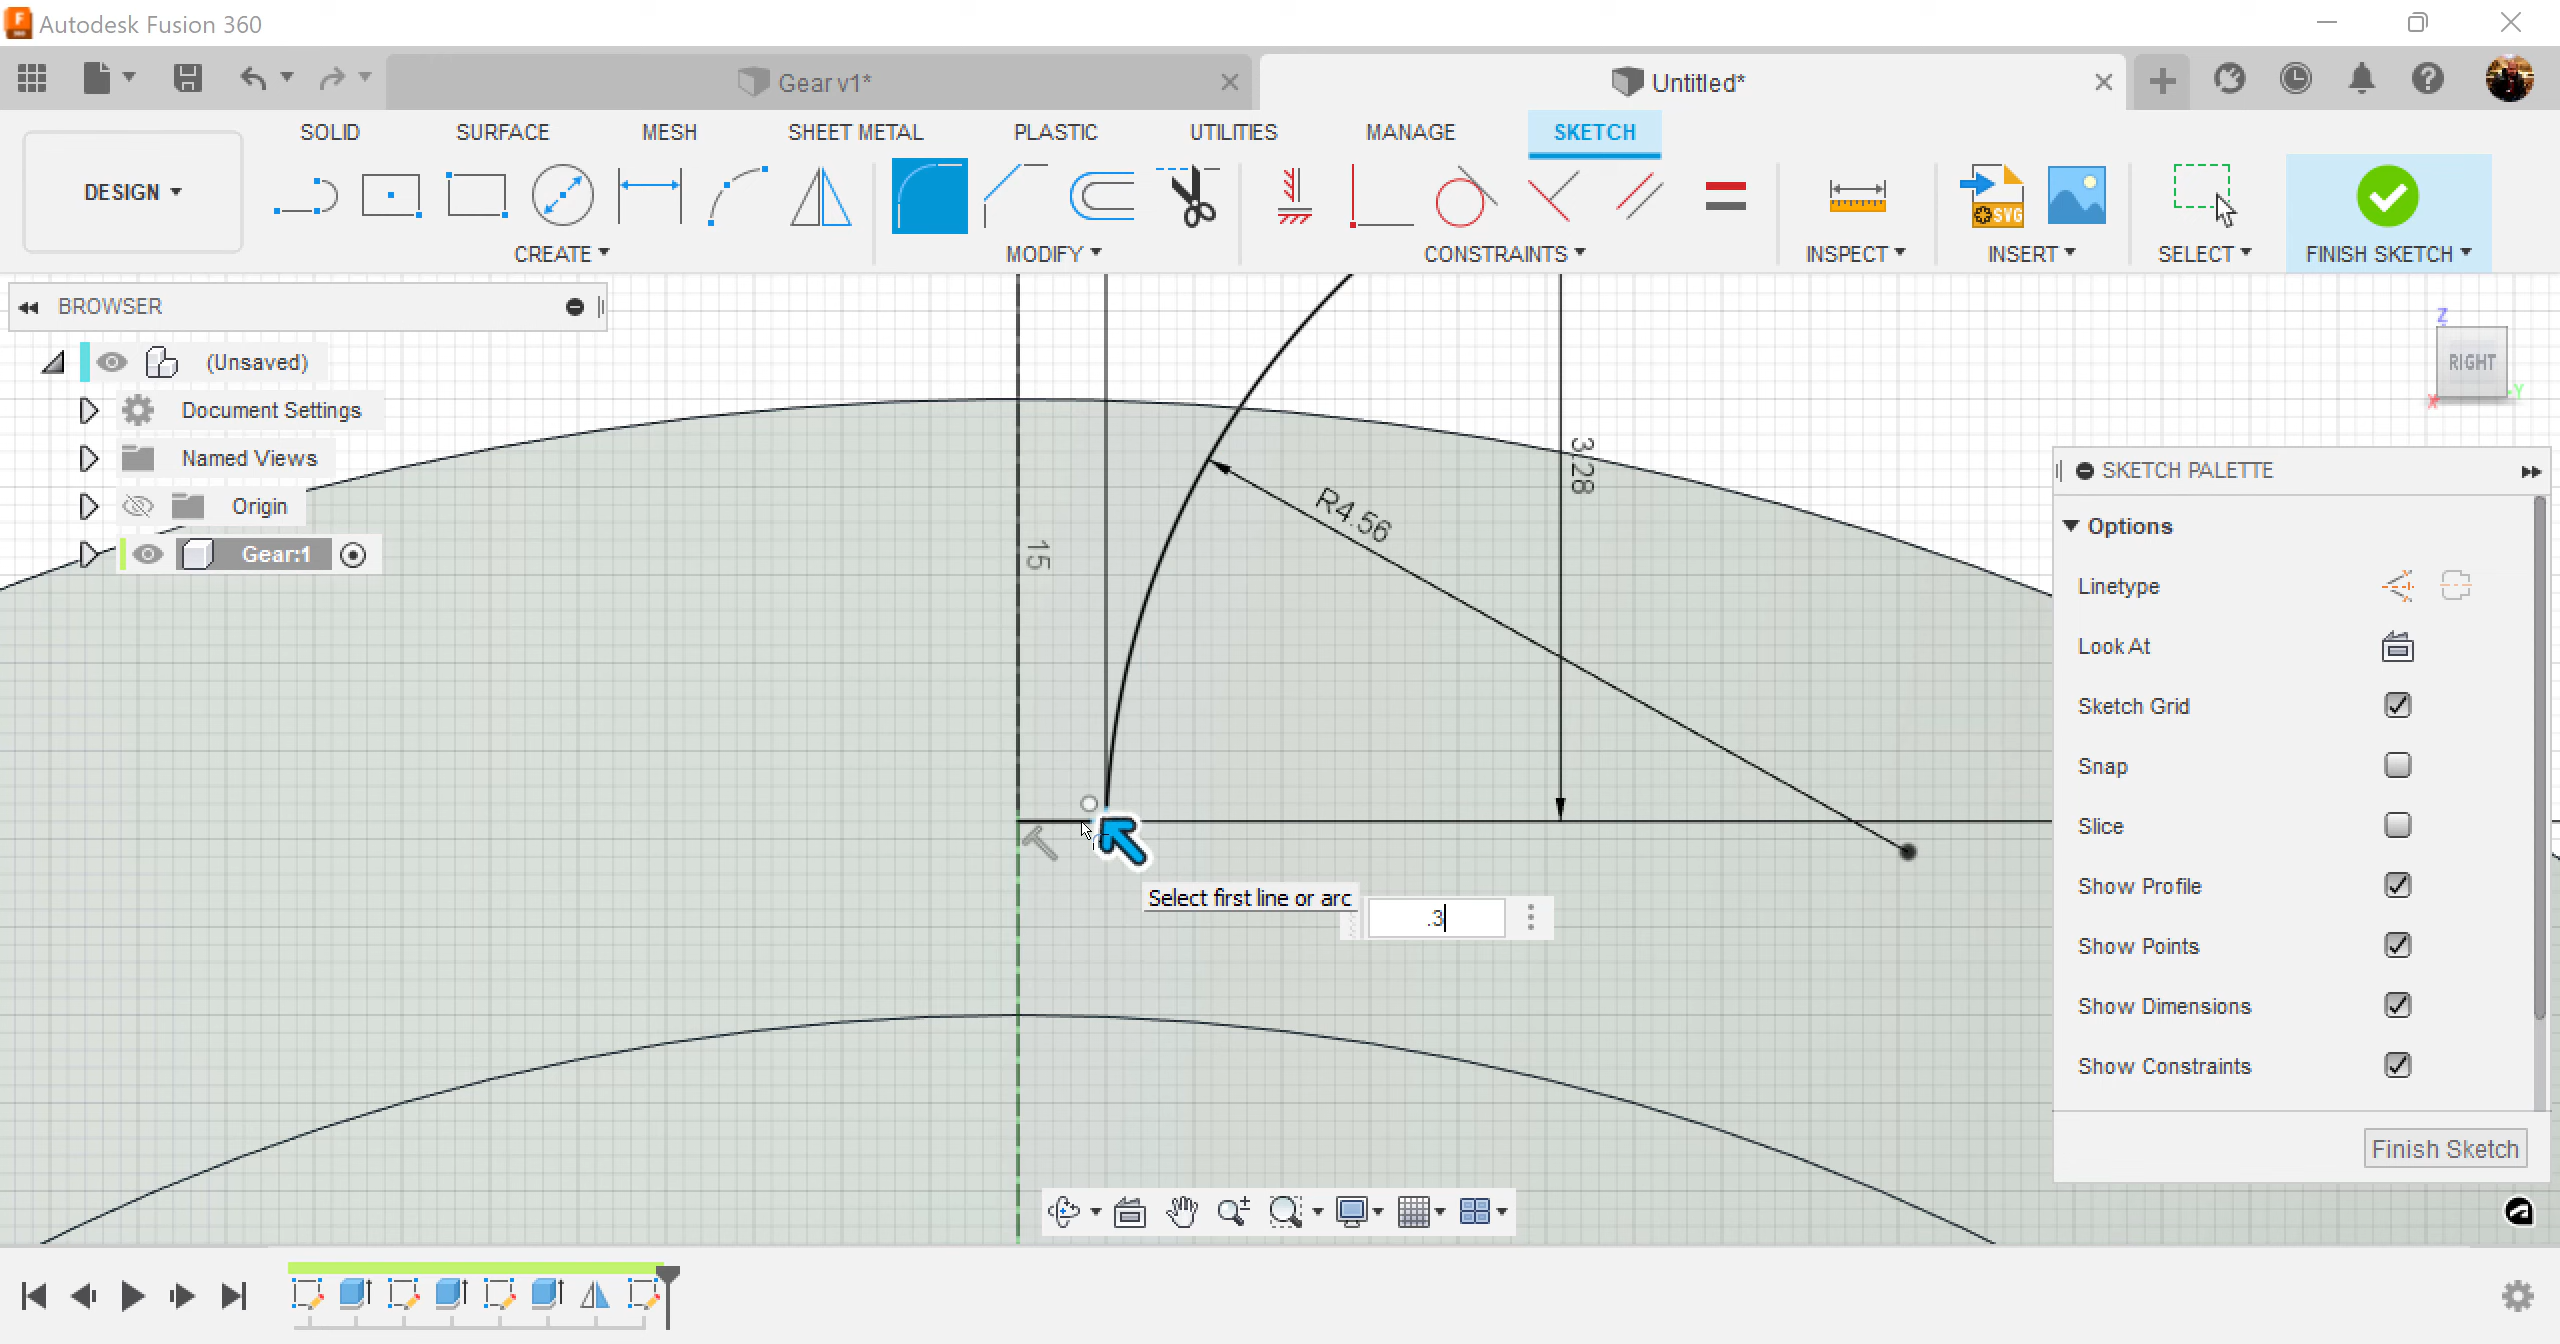 Autodesk Fusion 360
Gear v1*
Untitled*
SOLID SURFACE MESH SHEET METAL PLASTIC UTILITIES MANAGE SKETCH
DESIGN
CREATE MODIFY CONSTRAINTS INSPECT INSERT SELECT FINISH SKETCH
SVG
BROWSER
(Unsaved)
Document Settings
Named Views
Origin
Gear:1
Z
RIGHT
Y
X
15
R4.56
3.28
Select first line or arc
.3
SKETCH PALETTE
Options
Linetype
Look At
Sketch Grid
Snap
Slice
Show Profile
Show Points
Show Dimensions
Show Constraints
Finish Sketch